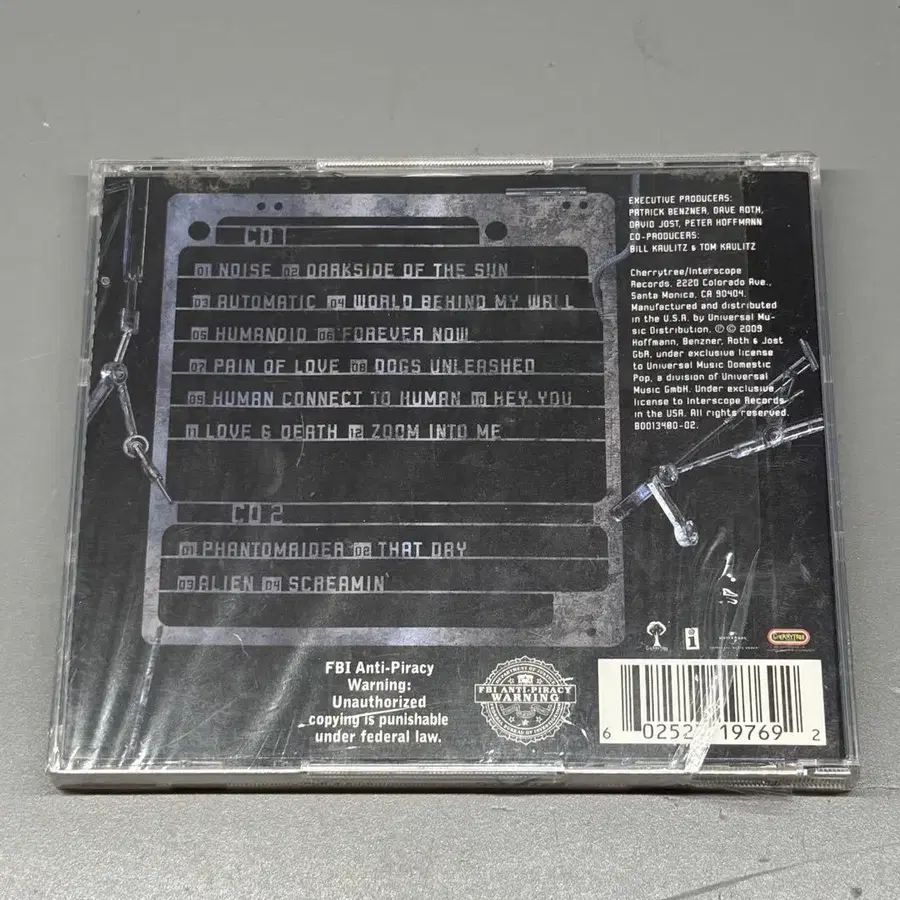 CD 1
01 NOISE 02 DARKSIDE OF THE SUN
03 AUTOMATIC 04 WORLD BEHIND MY WALL
05 HUMANOID 06 FOREVER NOW
07 PAIN OF LOVE 08 DOGS UNLEASHED
09 HUMAN CONNECT TO HUMAN 10 HEY YOU
11 LOVE & DEATH 12 ZOOM INTO ME
CD 2
01 PHANTOMRIDER 02 THAT DAY
03 ALIEN 04 SCREAMIN'
EXECUTIVE PRODUCERS:
PATRICK BENZNER, DAVE ROTH,
DAVID JOST, PETER HOFFMANN
CO-PRODUCERS:
BILL KAULITZ & TOM KAULITZ
Cherrytree/Interscope
Records, 2220 Colorado Ave.,
Santa Monica, CA 90404.
Manufactured and distributed
in the U.S.A. by Universal Mu-
sic Distribution. ℗ © 2009
Hoffmann, Benzner, Roth & Jost
GbR, under exclusive license
to Universal Music Domestic
Pop, a division of Universal
Music GmbH. Under exclusive
license to Interscope Records
in the USA. All rights reserved.
B0013480-02.
CHERRYTREE
FBI Anti-Piracy
Warning:
Unauthorized
copying is punishable
under federal law.
FBI ANTI-PIRACY
WARNING
6 02527 19769 2